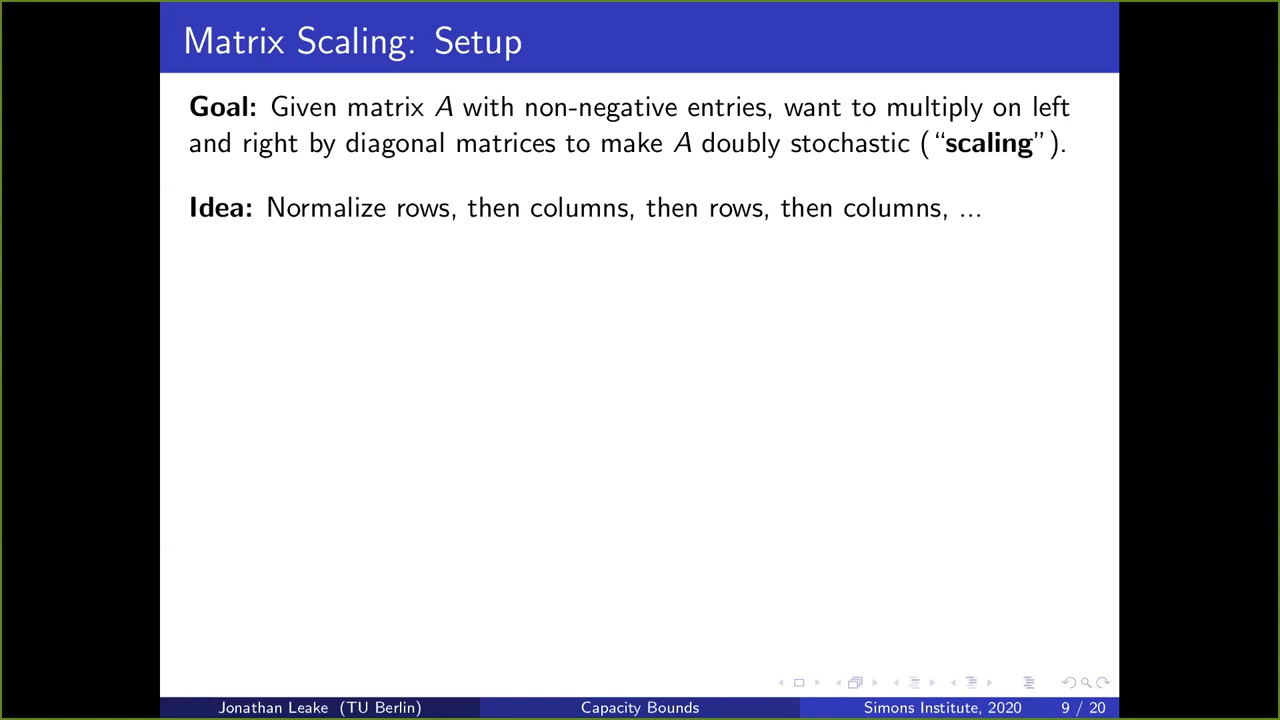 Matrix Scaling: Setup
Goal: Given matrix A with non-negative entries, want to multiply on left
and right by diagonal matrices to make A doubly stochastic (“scaling”).
Idea: Normalize rows, then columns, then rows, then columns, ...
Jonathan Leake (TU Berlin) Capacity Bounds Simons Institute, 2020 9 / 20